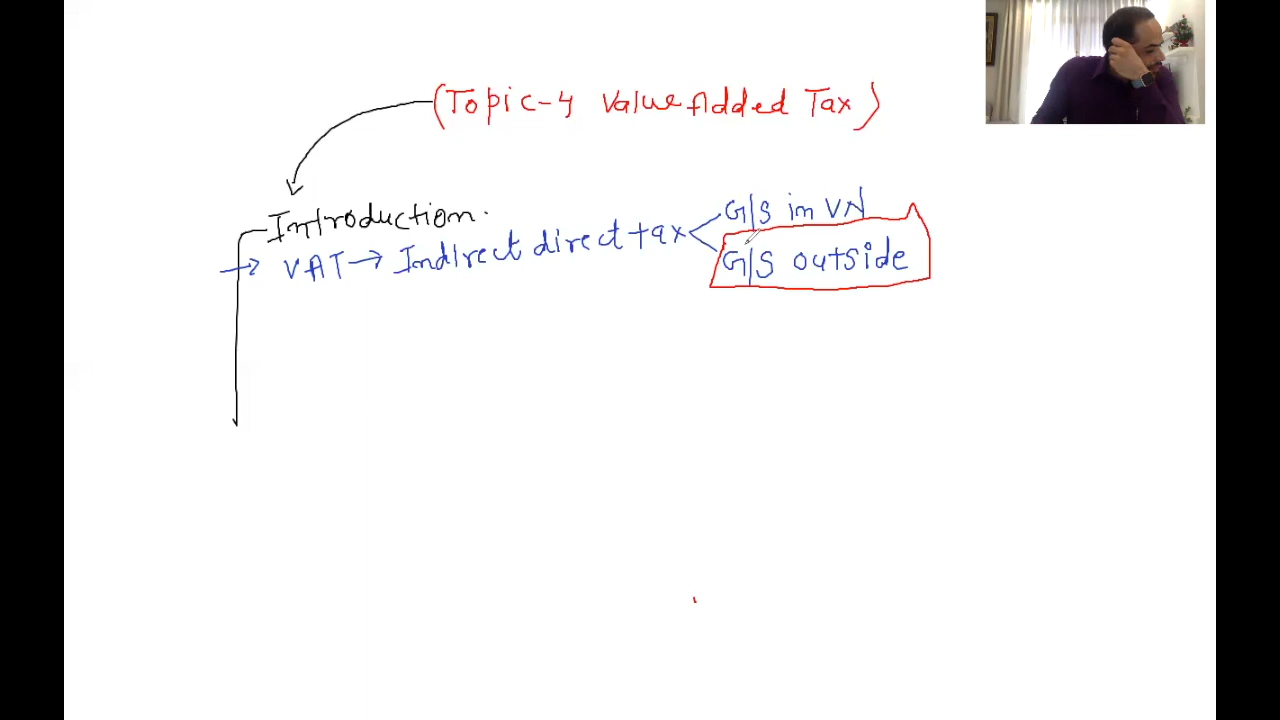 (Topic-4 Value Added Tax)
Introduction.
G/S in VN
→ VAT → Indirect direct tax
G/S outside